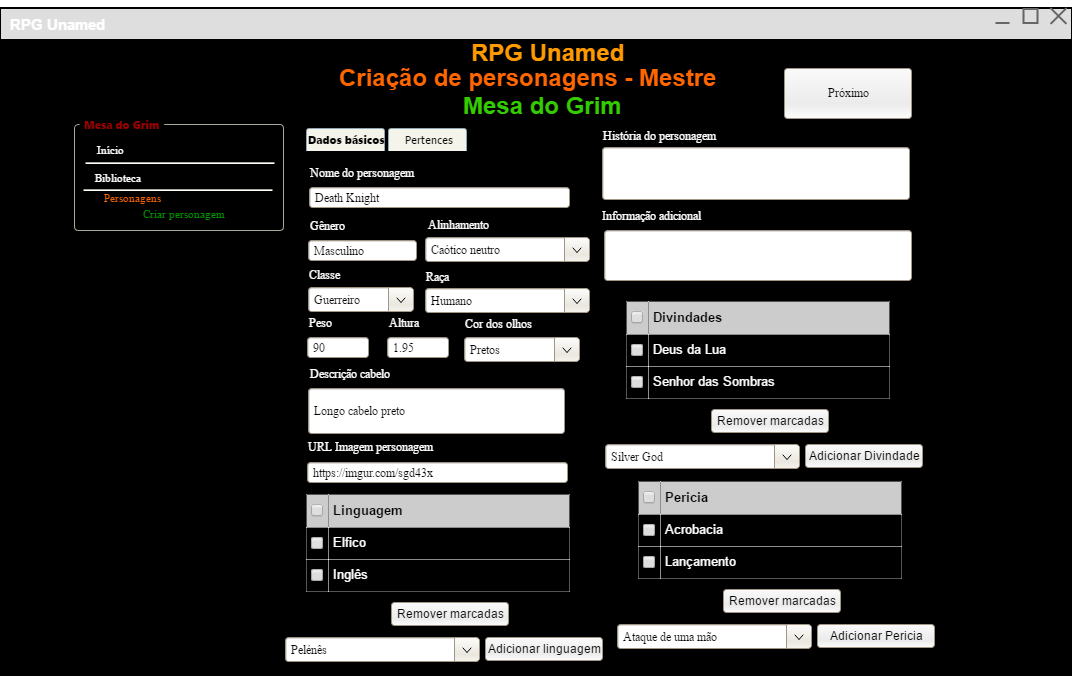 RPG Unamed
RPG Unamed
Criação de personagens - Mestre
Mesa do Grim
Próximo
Mesa do Grim
Início
Biblioteca
Personagens
Criar personagem
Dados básicos
Pertences
Nome do personagem
Death Knight
Gênero
Alinhamento
Masculino
Caótico neutro
Classe
Raça
Guerreiro
Humano
Peso
Altura
Cor dos olhos
90
1.95
Pretos
Descrição cabelo
Longo cabelo preto
URL Imagem personagem
https://imgur.com/sgd43x
Linguagem
Elfico
Inglês
Remover marcadas
Pelénês
Adicionar linguagem
História do personagem
Informação adicional
Divindades
Deus da Lua
Senhor das Sombras
Remover marcadas
Silver God
Adicionar Divindade
Pericia
Acrobacia
Lançamento
Remover marcadas
Ataque de uma mão
Adicionar Pericia